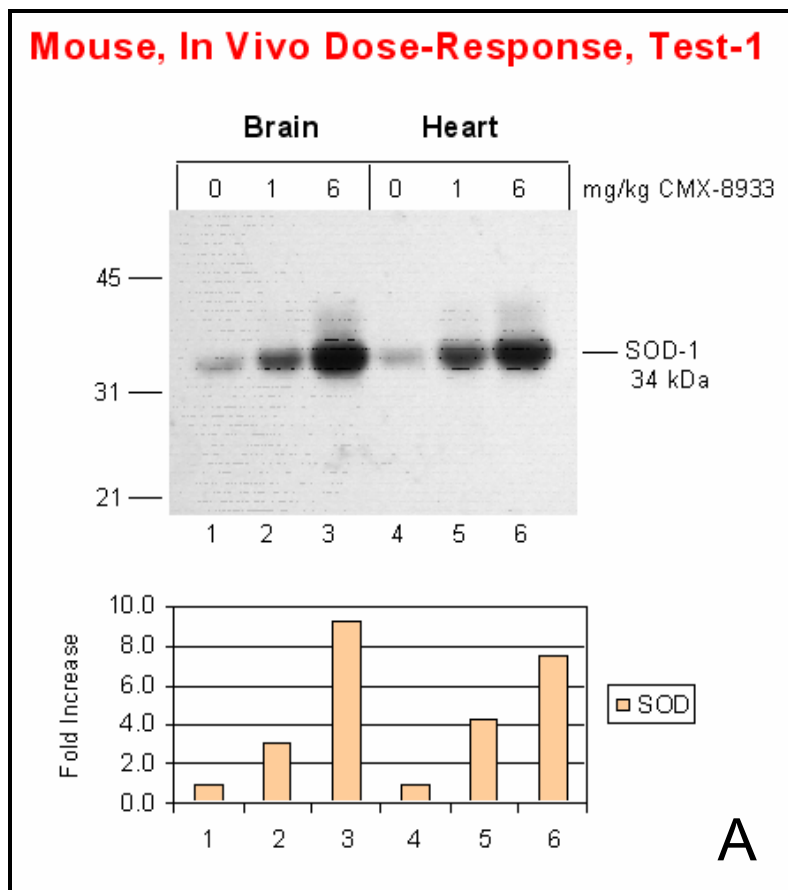 Mouse, In Vivo Dose-Response, Test-1
Brain Heart
0 1 6 0 1 6 mg/kg CMX-8933
45
SOD-1
34 kDa
31
21
1 2 3 4 5 6
10.0
8.0
6.0
4.0
2.0
0.0
Fold Increase
SOD
1 2 3 4 5 6
A